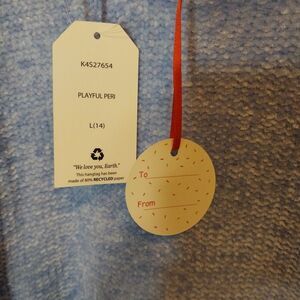 K4S27654
PLAYFUL PERI
L(14)
"We love you, Earth."
This hangtag has been
made of 80% RECYCLED paper
To
From